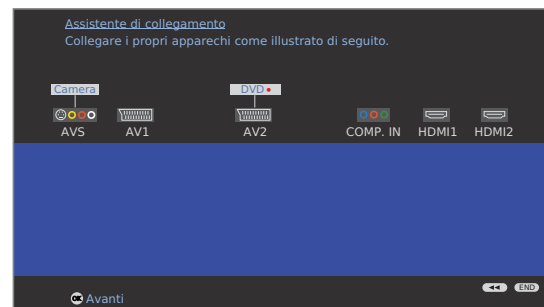 Assistente di collegamento
Collegare i propri apparechi come illustrato di seguito.
Camera DVD
AVS AV1 AV2 COMP. IN HDMI1 HDMI2
END
OK Avanti